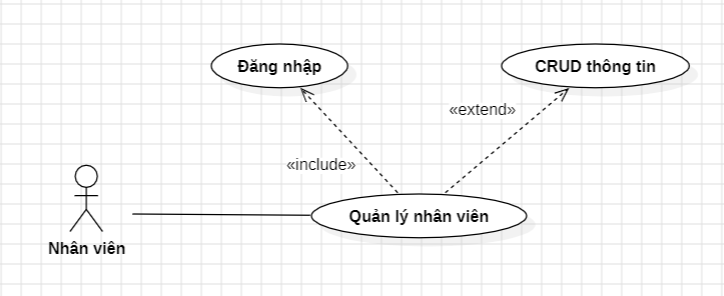 Đăng nhập
CRUD thông tin
«extend»
«include»
Quản lý nhân viên
Nhân viên